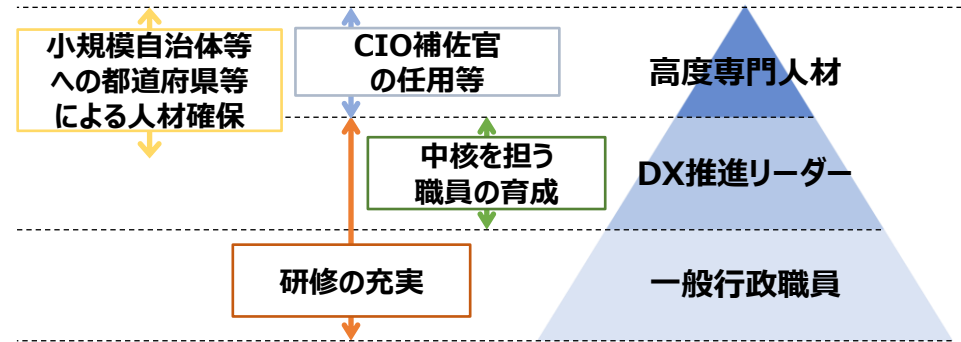 小規模自治体等
への都道府県等
による人材確保
CIO補佐官
の任用等
高度専門人材
中核を担う
職員の育成
DX推進リーダー
研修の充実
一般行政職員